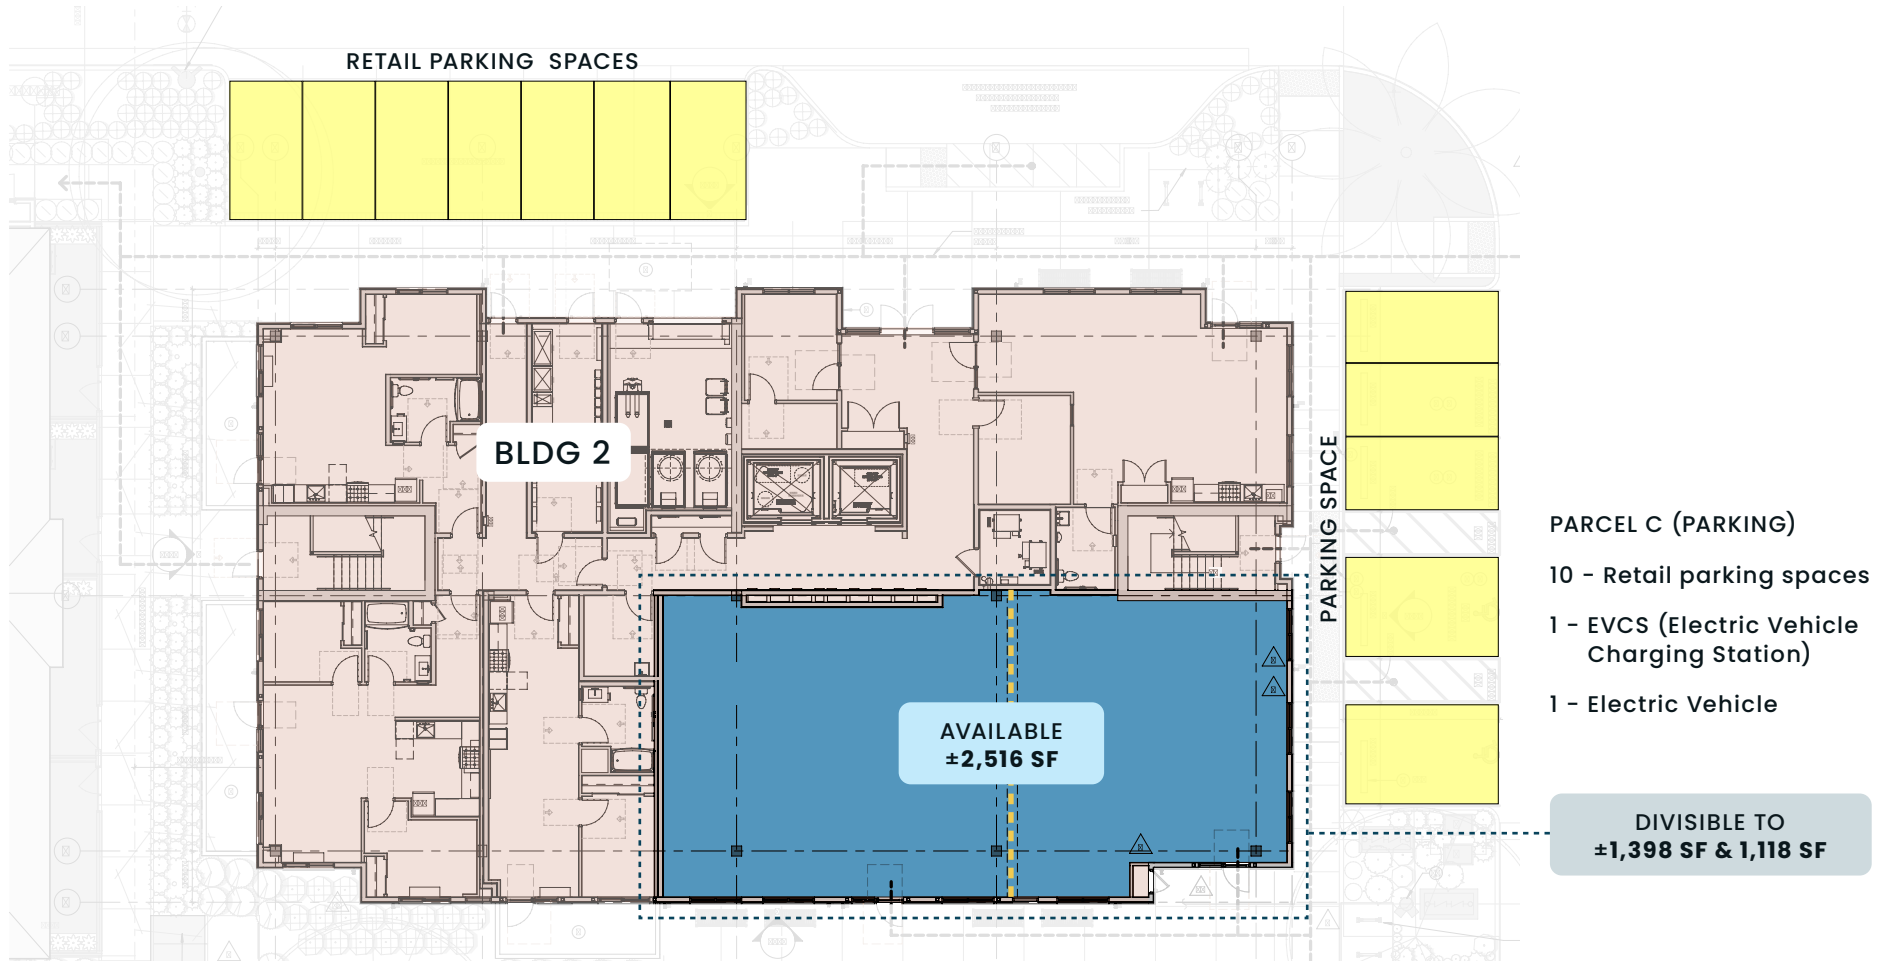 RETAIL PARKING SPACES
BLDG 2
PARKING SPACE
PARCEL C (PARKING)
10 - Retail parking spaces
1 - EVCS (Electric Vehicle
Charging Station)
1 - Electric Vehicle
AVAILABLE
±2,516 SF
DIVISIBLE TO
±1,398 SF & 1,118 SF